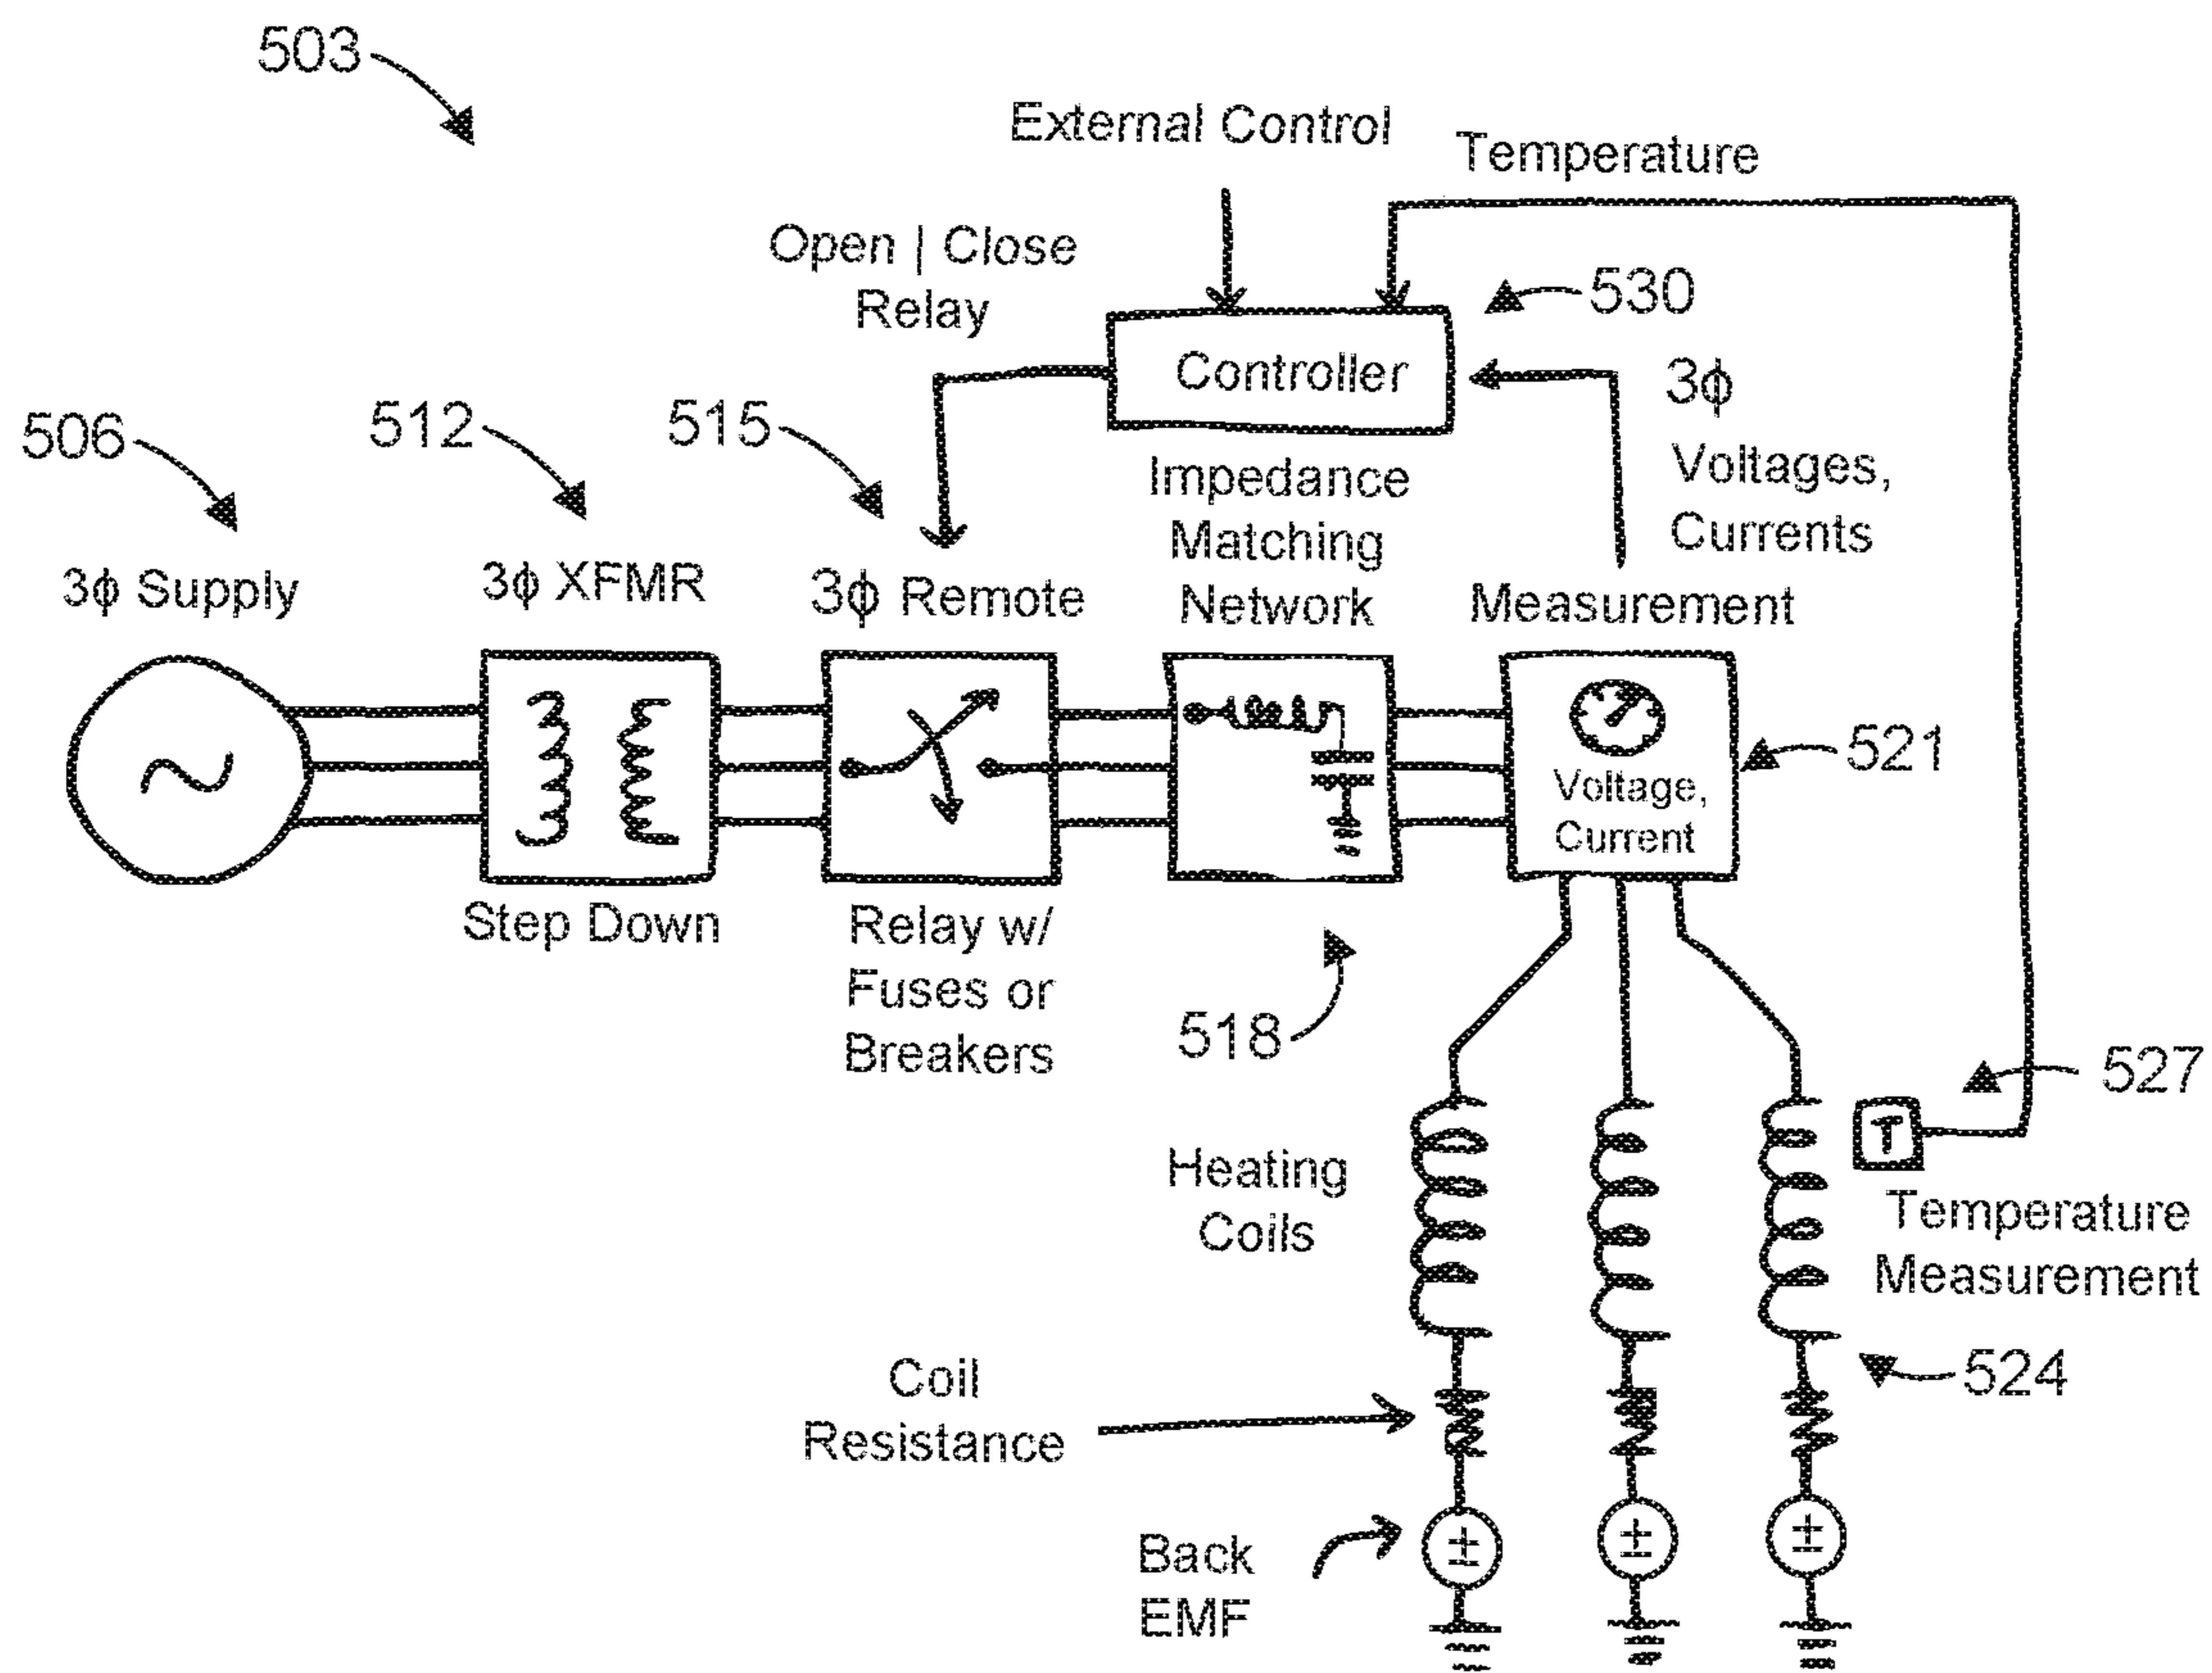 503
External Control
Temperature
Open | Close
Relay
530
Controller
3ϕ
Voltages,
Currents
506
512
515
Impedance
Matching
Network
3ϕ Supply
3ϕ XFMR
3ϕ Remote
Measurement
Voltage,
Current
521
Step Down
Relay w/
Fuses or
Breakers
518
527
T
Heating
Coils
Temperature
Measurement
Coil
Resistance
524
Back
EMF
±
±
±